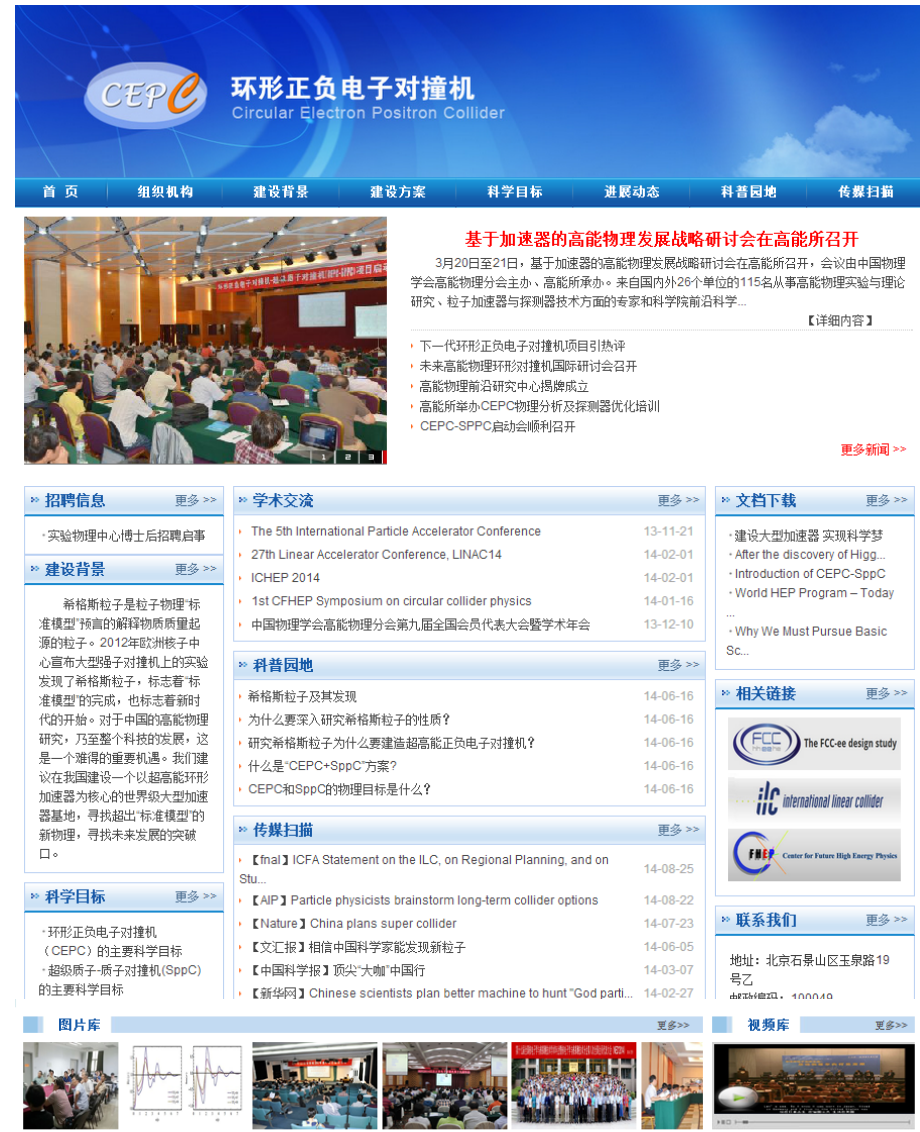 CEPC
环形正负电子对撞机
Circular Electron Positron Collider
首 页 组织机构 建设背景 建设方案 科学目标 进展动态 科普园地 传媒扫描
1 2 3
基于加速器的高能物理发展战略研讨会在高能所召开
3月20日至21日，基于加速器的高能物理发展战略研讨会在高能所召开，会议由中国物理
学会高能物理分会主办、高能所承办。来自国内外26个单位的115名从事高能物理实验与理论
研究、粒子加速器与探测器技术方面的专家和科学院前沿科学...
【详细内容】
下一代环形正负电子对撞机项目引热评
未来高能物理环形对撞机国际研讨会召开
高能物理前沿研究中心揭牌成立
高能所举办CEPC物理分析及探测器优化培训
CEPC-SPPC启动会顺利召开
更多新闻 >>
招聘信息 更多 >>
·实验物理中心博士后招聘启事
建设背景 更多 >>
希格斯粒子是粒子物理“标
准模型”预言的解释物质质量起
源的粒子。2012年欧洲核子中
心宣布大型强子对撞机上的实验
发现了希格斯粒子，标志着“标
准模型”的完成，也标志着新时
代的开始。对于中国的高能物理
研究，乃至整个科技的发展，这
是一个难得的重要机遇。我们建
议在我国建设一个以超高能环形
加速器为核心的世界级大型加速
器基地，寻找超出“标准模型”的
新物理，寻找未来发展的突破
口。
科学目标 更多 >>
·环形正负电子对撞机
（CEPC）的主要科学目标
·超级质子-质子对撞机(SppC)
的主要科学目标
学术交流 更多 >>
The 5th International Particle Accelerator Conference 13-11-21
27th Linear Accelerator Conference, LINAC14 14-02-01
ICHEP 2014 14-02-01
1st CFHEP Symposium on circular collider physics 14-01-16
中国物理学会高能物理分会第九届全国会员代表大会暨学术年会 13-12-10
科普园地 更多 >>
希格斯粒子及其发现 14-06-16
为什么要深入研究希格斯粒子的性质？ 14-06-16
研究希格斯粒子为什么要建造超高能正负电子对撞机？ 14-06-16
什么是“CEPC+SppC”方案? 14-06-16
CEPC和SppC的物理目标是什么？ 14-06-16
传媒扫描 更多 >>
【fnal】ICFA Statement on the ILC, on Regional Planning, and on
Stu... 14-08-25
【AIP】Particle physicists brainstorm long-term collider options 14-08-22
【Nature】China plans super collider 14-07-23
【文汇报】相信中国科学家能发现新粒子 14-06-05
【中国科学报】顶尖“大咖”中国行 14-03-07
【新华网】Chinese scientists plan better machine to hunt "God parti... 14-02-27
文档下载 更多 >>
·建设大型加速器 实现科学梦
·After the discovery of Higg...
·Introduction of CEPC-SppC
·World HEP Program – Today
...
·Why We Must Pursue Basic
Sc...
相关链接 更多 >>
FCC The FCC-ee design study
ilc international linear collider
FHEP Center for Future High Energy Physics
联系我们 更多 >>
地址：北京石景山区玉泉路19
号乙
邮政编码：100049
图片库 更多>>
视频库 更多>>